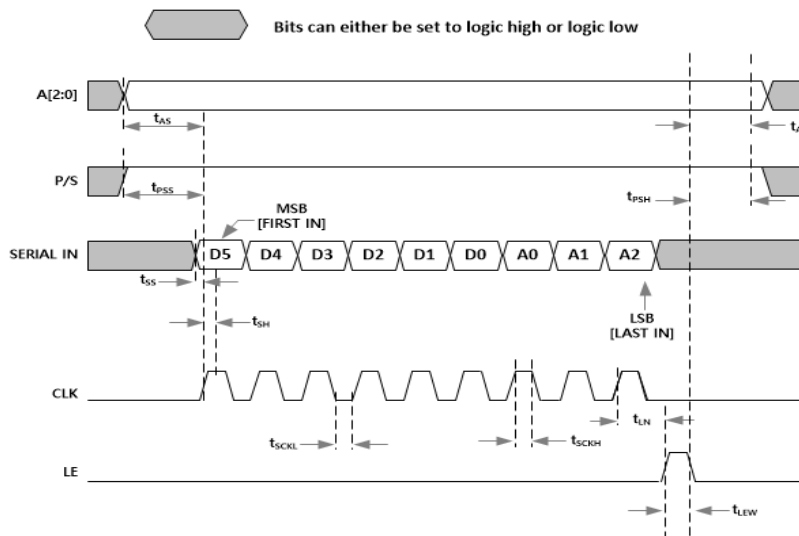 Bits can either be set to logic high or logic low
A[2:0]
tAS
tA
P/S
tPSS
tPSH
MSB
[FIRST IN]
SERIAL IN
D5 D4 D3 D2 D1 D0 A0 A1 A2
tSS
tSH
LSB
[LAST IN]
CLK
tSCKL
tSCKH
tLN
LE
tLEW